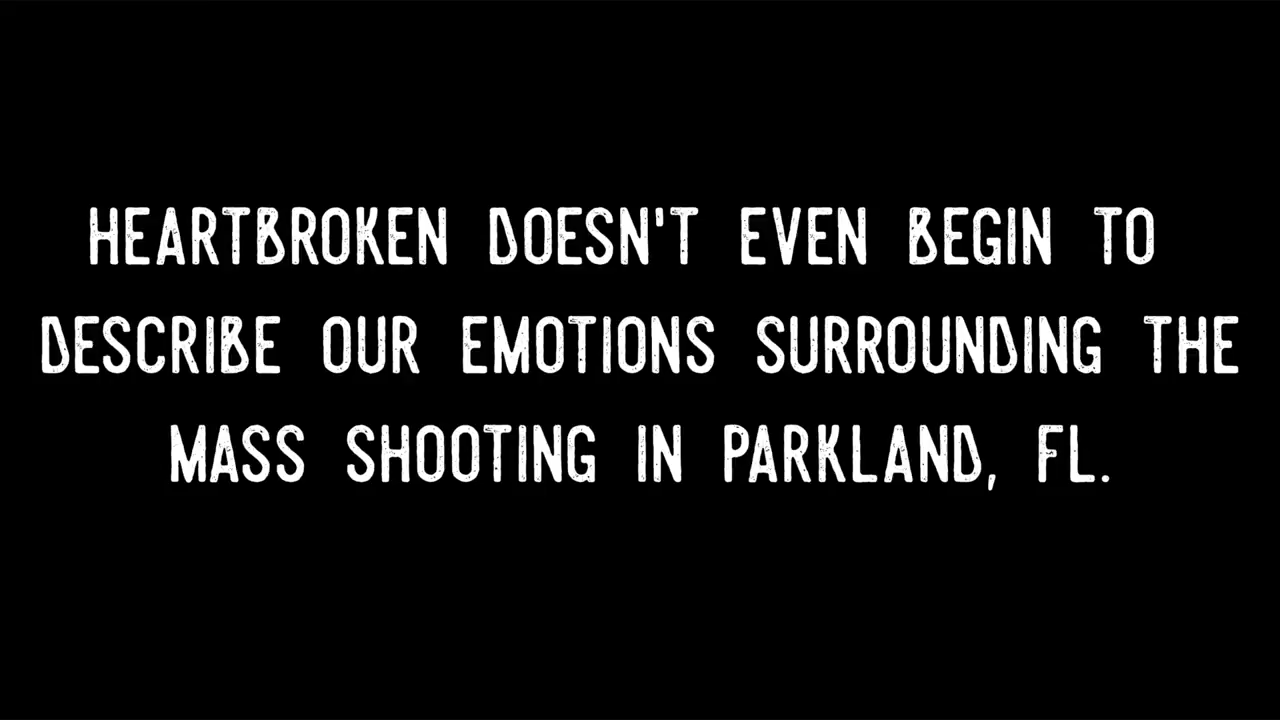 HEARTBROKEN DOESN'T EVEN BEGIN TO
DESCRIBE OUR EMOTIONS SURROUNDING THE
MASS SHOOTING IN PARKLAND, FL.